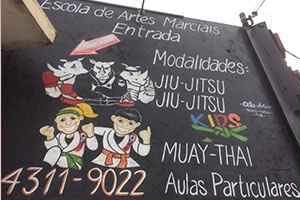 Escola de Artes Marciais
Entrada
Modalidades:
JIU-JITSU
JIU-JITSU
KIDS
MUAY-THAI
4311-9022
Aulas Particulares